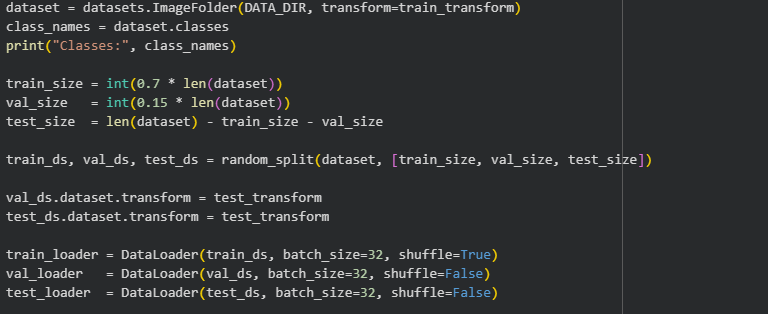 dataset = datasets.ImageFolder(DATA_DIR, transform=train_transform)
class_names = dataset.classes
print("Classes:", class_names)

train_size = int(0.7 * len(dataset))
val_size   = int(0.15 * len(dataset))
test_size  = len(dataset) - train_size - val_size

train_ds, val_ds, test_ds = random_split(dataset, [train_size, val_size, test_size])

val_ds.dataset.transform = test_transform
test_ds.dataset.transform = test_transform

train_loader = DataLoader(train_ds, batch_size=32, shuffle=True)
val_loader   = DataLoader(val_ds, batch_size=32, shuffle=False)
test_loader  = DataLoader(test_ds, batch_size=32, shuffle=False)